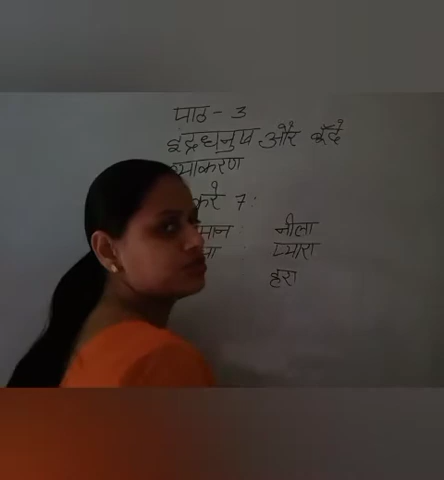 पाठ - 3
इंद्रधनुष और बूँदें
व्याकरण
करे 7:
मान : नीला
ना : प्यारा
हरा